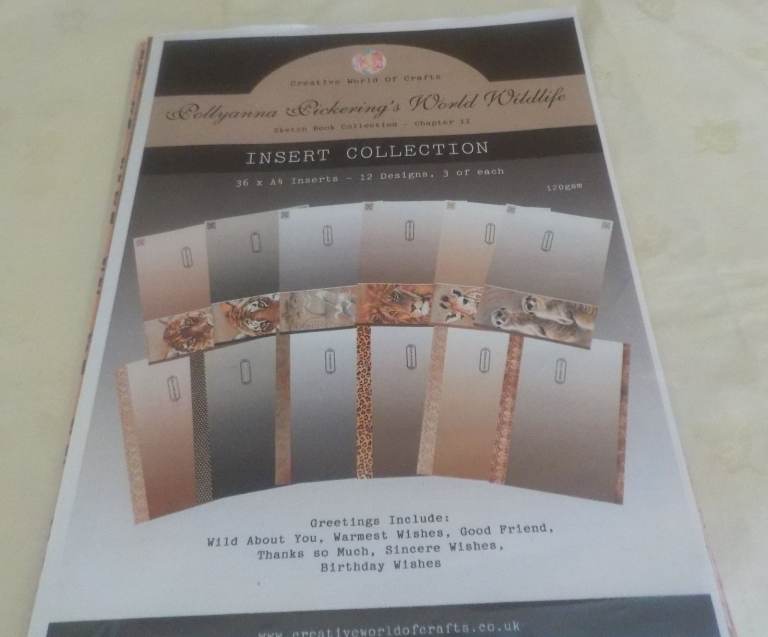 Creative World Of Crafts
Pollyanna Pickering's World Wildlife
Sketch Book Collection - Chapter II
INSERT COLLECTION
36 x A4 Inserts - 12 Designs, 3 of each
120gsm
Greetings Include:
Wild About You, Warmest Wishes, Good Friend,
Thanks so Much, Sincere Wishes,
Birthday Wishes
www.creativeworldofcrafts.co.uk